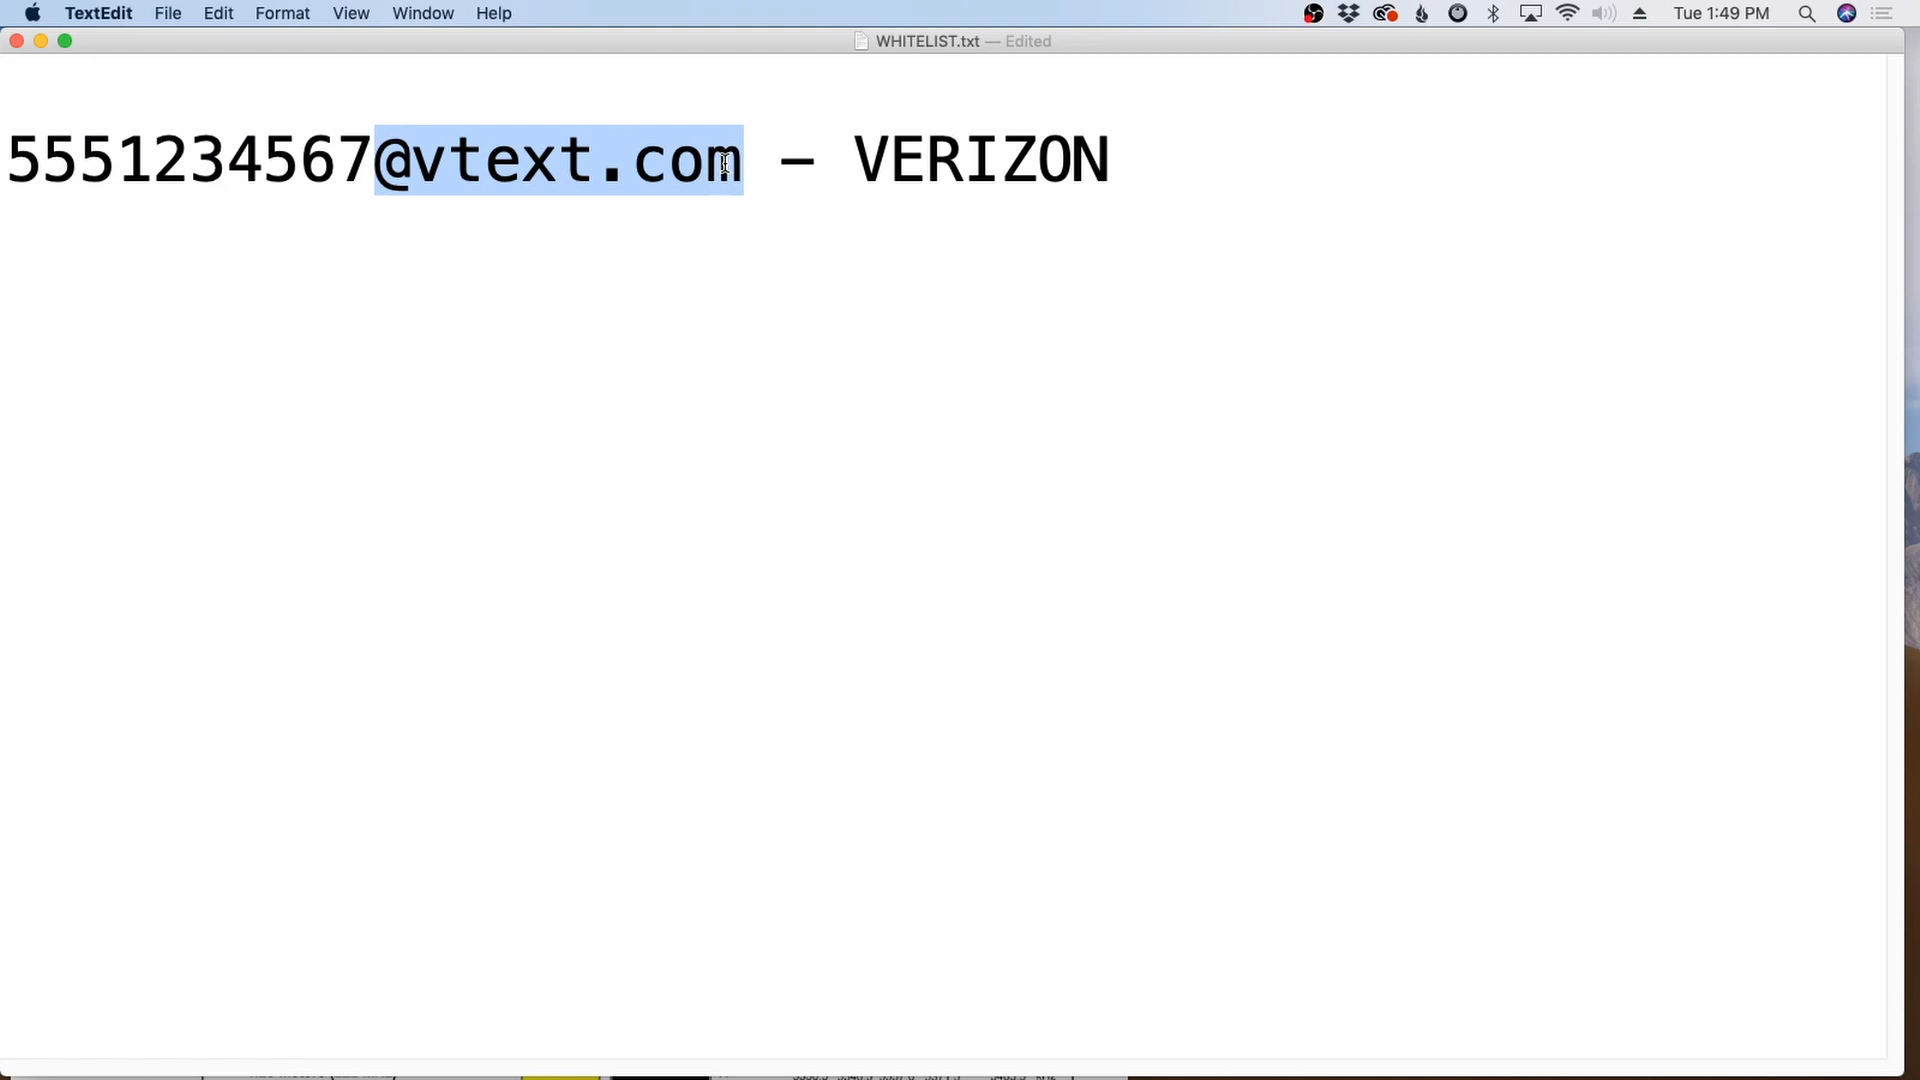 TextEdit File Edit Format View Window Help Tue 1:49 PM
WHITELIST.txt — Edited
5551234567@vtext.com – VERIZON